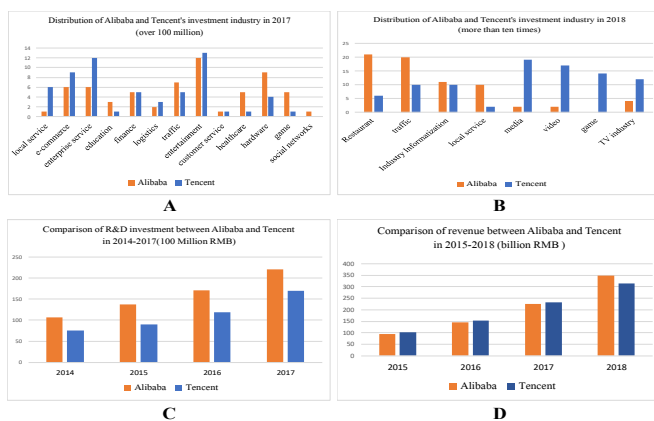 Distribution of Alibaba and Tencent's investment industry in 2017
(over 100 million)
14
12
10
8
6
4
2
0
local service
e-commerce
enterprise service
education
finance
logistics
traffic
entertainment
customer service
healthcare
hardware
game
social networks
Alibaba Tencent
A
Distribution of Alibaba and Tencent's investment industry in 2018
(more than ten times)
25
20
15
10
5
0
Restaurant
traffic
Industry Informatization
local service
media
video
game
TV industry
Alibaba Tencent
B
Comparison of R&D investment between Alibaba and Tencent
in 2014-2017(100 Million RMB)
250
200
150
100
50
0
2014 2015 2016 2017
Alibaba Tencent
C
Comparison of revenue between Alibaba and Tencent
in 2015-2018 (billion RMB )
400
350
300
250
200
150
100
50
0
2015 2016 2017 2018
Alibaba Tencent
D